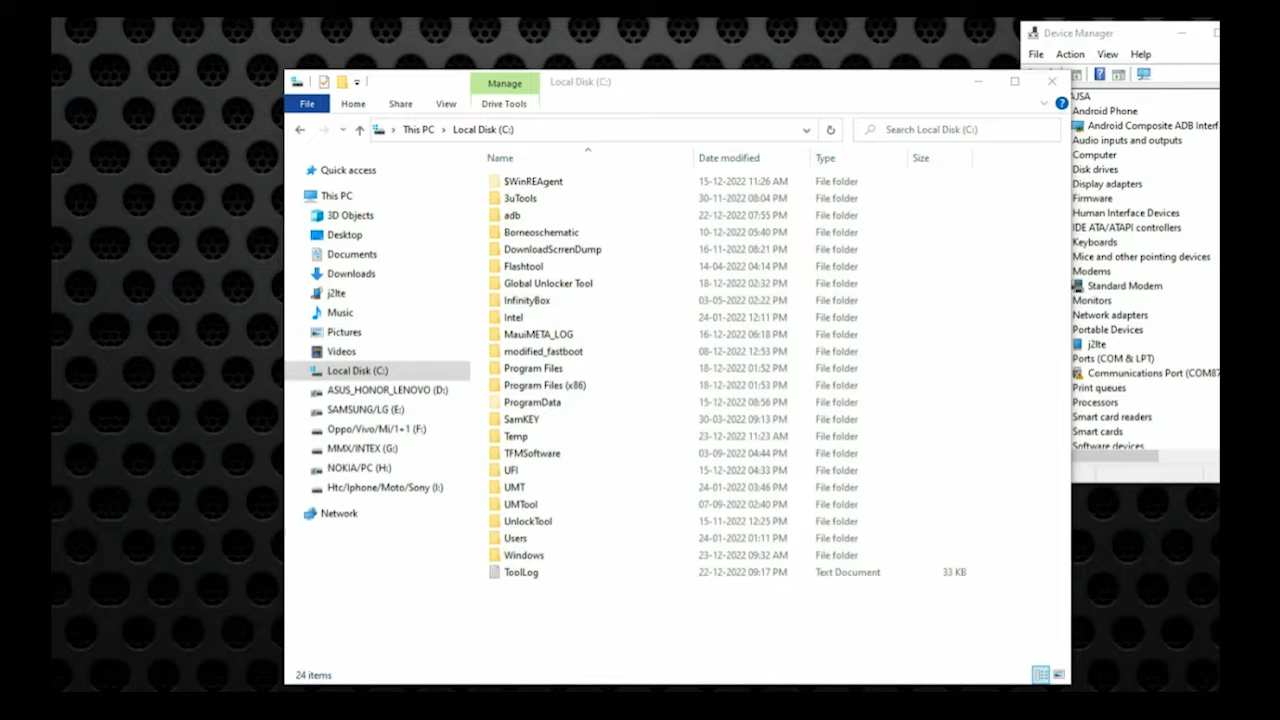 Device Manager
File Action View Help
Manage Local Disk (C:)
File Home Share View Drive Tools
This PC Local Disk (C:) Search Local Disk (C:)
Name Date modified Type Size
Quick access
This PC
3D Objects
Desktop
Documents
Downloads
j2lte
Music
Pictures
Videos
Local Disk (C:)
ASUS_HONOR_LENOVO (D:)
SAMSUNG/LG (E:)
Oppo/Vivo/Mi/1+1 (F:)
MMX/INTEX (G:)
NOKIA/PC (H:)
Htc/Iphone/Moto/Sony (I:)
Network
$WinREAgent 15-12-2022 11:26 AM File folder
3uTools 30-11-2022 08:04 PM File folder
adb 22-12-2022 07:55 PM File folder
Borneoschematic 10-12-2022 05:40 PM File folder
DownloadScrrenDump 16-11-2022 08:21 PM File folder
Flashtool 14-04-2022 04:14 PM File folder
Global Unlocker Tool 18-12-2022 02:32 PM File folder
InfinityBox 03-05-2022 02:22 PM File folder
Intel 24-01-2022 12:11 PM File folder
MauiMETA_LOG 16-12-2022 06:18 PM File folder
modified_fastboot 08-12-2022 12:53 PM File folder
Program Files 18-12-2022 01:52 PM File folder
Program Files (x86) 18-12-2022 01:53 PM File folder
ProgramData 15-12-2022 08:56 PM File folder
SamKEY 30-03-2022 09:13 PM File folder
Temp 23-12-2022 11:23 AM File folder
TFMSoftware 03-09-2022 04:44 PM File folder
UFI 15-12-2022 04:33 PM File folder
UMT 24-01-2022 03:46 PM File folder
UMTool 07-09-2022 02:40 PM File folder
UnlockTool 15-11-2022 12:25 PM File folder
Users 24-01-2022 01:11 PM File folder
Windows 23-12-2022 09:32 AM File folder
ToolLog 22-12-2022 09:17 PM Text Document 33 KB
24 items
AJSA
Android Phone
Android Composite ADB Interf
Audio inputs and outputs
Computer
Disk drives
Display adapters
Firmware
Human Interface Devices
IDE ATA/ATAPI controllers
Keyboards
Mice and other pointing devices
Modems
Standard Modem
Monitors
Network adapters
Portable Devices
j2lte
Ports (COM & LPT)
Communications Port (COM87
Print queues
Processors
Smart card readers
Smart cards
Software devices